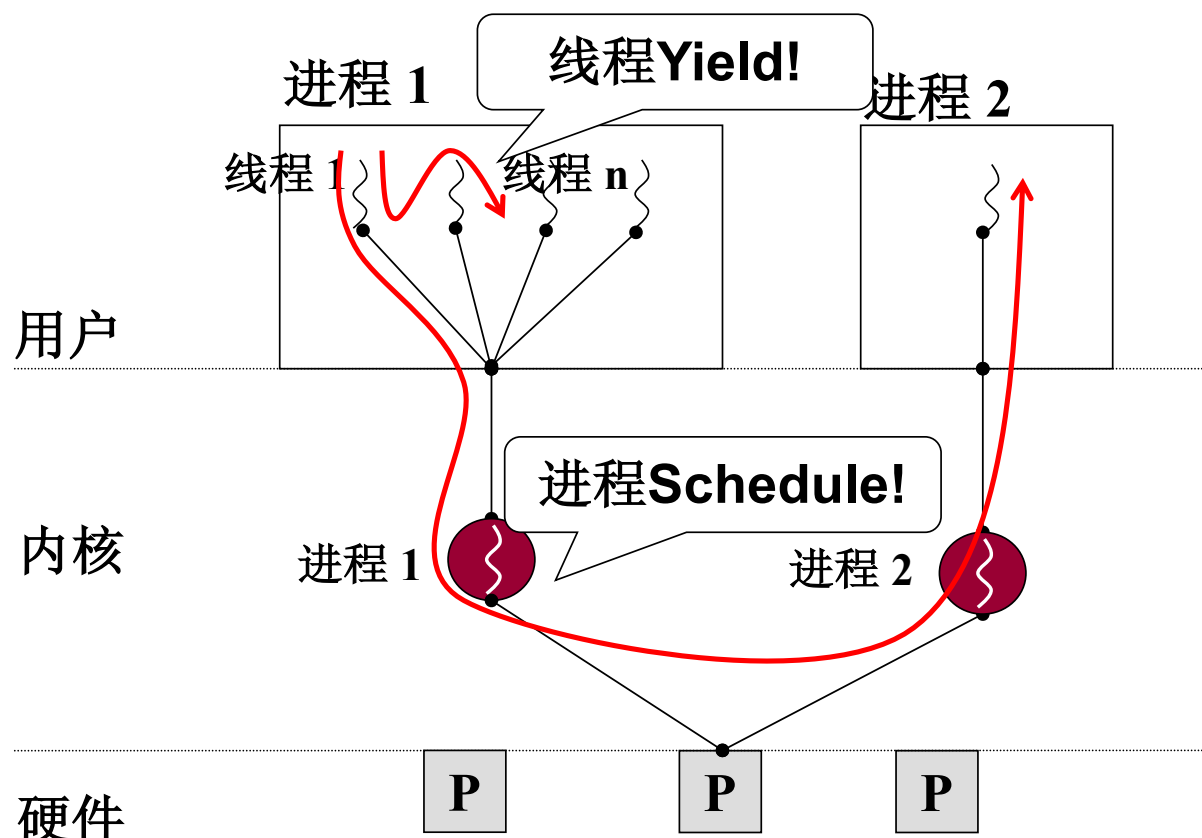 线程Yield!
进程 1
进程 2
线程 1
线程 n
用户
进程Schedule!
内核
进程 1
进程 2
P
P
P
硬件